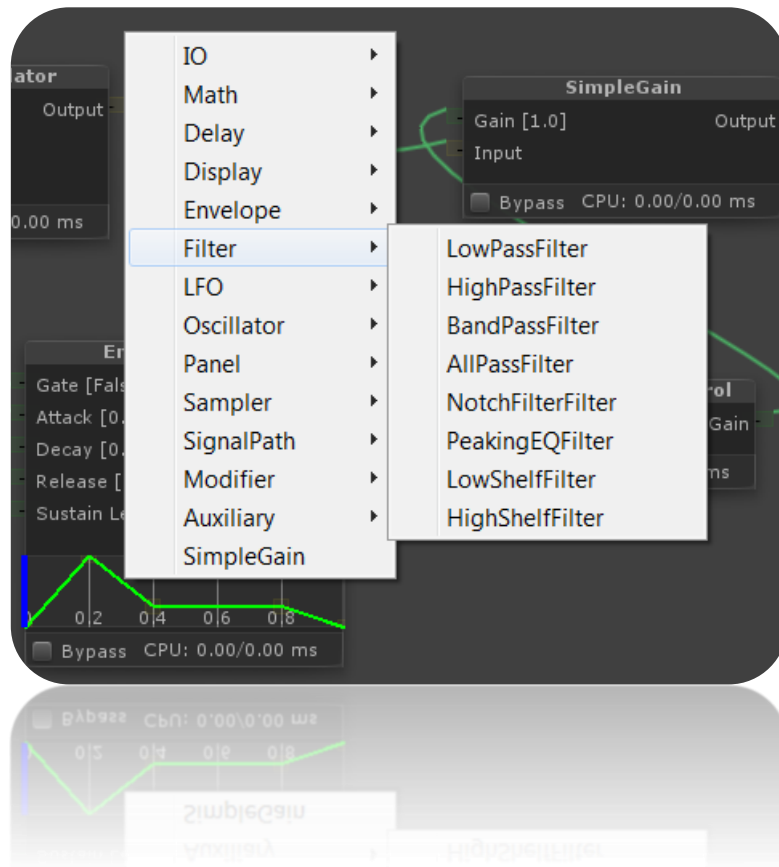 ator
Output
0.00 ms
IO
Math
Delay
Display
Envelope
Filter
LFO
Oscillator
Panel
Sampler
SignalPath
Modifier
Auxiliary
SimpleGain
LowPassFilter
HighPassFilter
BandPassFilter
AllPassFilter
NotchFilterFilter
PeakingEQFilter
LowShelfFilter
HighShelfFilter
SimpleGain
Gain [1.0] Output
Input
Bypass CPU: 0.00/0.00 ms
rol
Gain
ms
En
Gate [Fals
Attack [0.
Decay [0.
Release [
Sustain Le
0,2 0,4 0,6 0,8
Bypass CPU: 0.00/0.00 ms